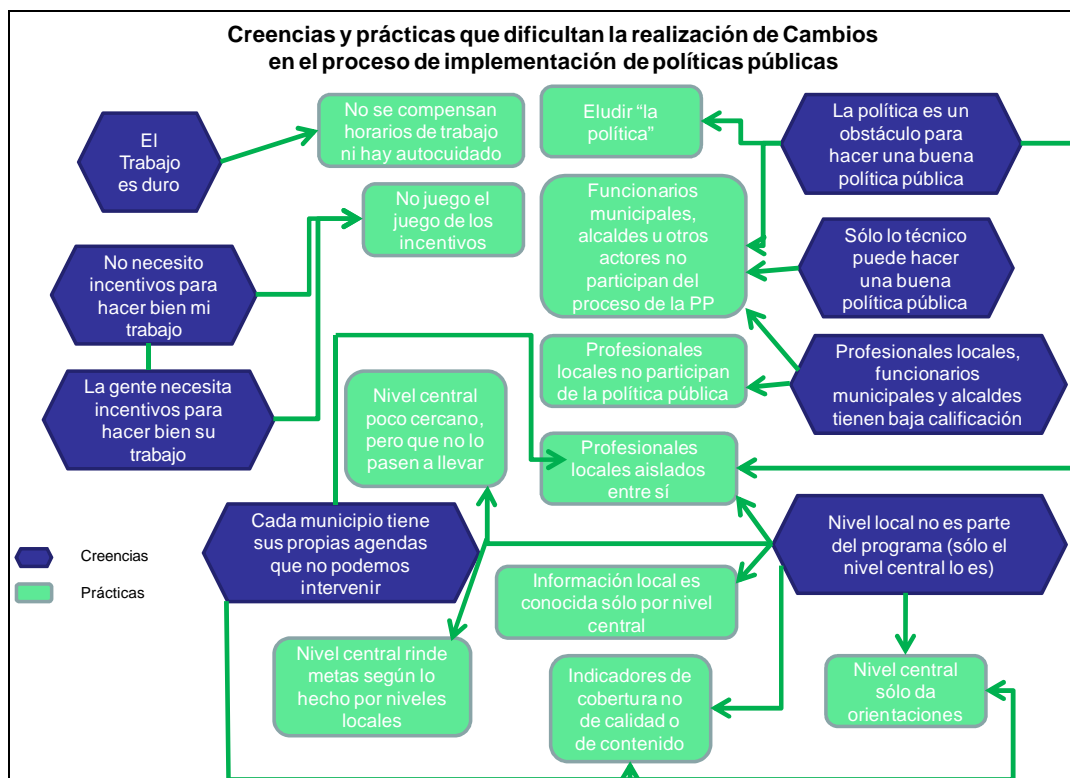 Creencias y prácticas que dificultan la realización de Cambios
en el proceso de implementación de políticas públicas
El
Trabajo
es duro
No se compensan
horarios de trabajo
ni hay autocuidado
Eludir “la
política”
La política es un
obstáculo para
hacer una buena
política pública
No juego el
juego de los
incentivos
Funcionarios
municipales,
alcaldes u otros
actores no
participan del
proceso de la PP
Sólo lo técnico
puede hacer
una buena
política pública
No necesito
incentivos para
hacer bien mi
trabajo
La gente necesita
incentivos para
hacer bien su
trabajo
Nivel central
poco cercano,
pero que no lo
pasen a llevar
Profesionales
locales no participan
de la política pública
Profesionales locales,
funcionarios
municipales y alcaldes
tienen baja calificación
Profesionales
locales aislados
entre sí
Cada municipio tiene
sus propias agendas
que no podemos
intervenir
Nivel local no es parte
del programa (sólo el
nivel central lo es)
Creencias
Prácticas
Información local es
conocida sólo por nivel
central
Nivel central rinde
metas según lo
hecho por niveles
locales
Indicadores de
cobertura no
de calidad o
de contenido
Nivel central
sólo da
orientaciones